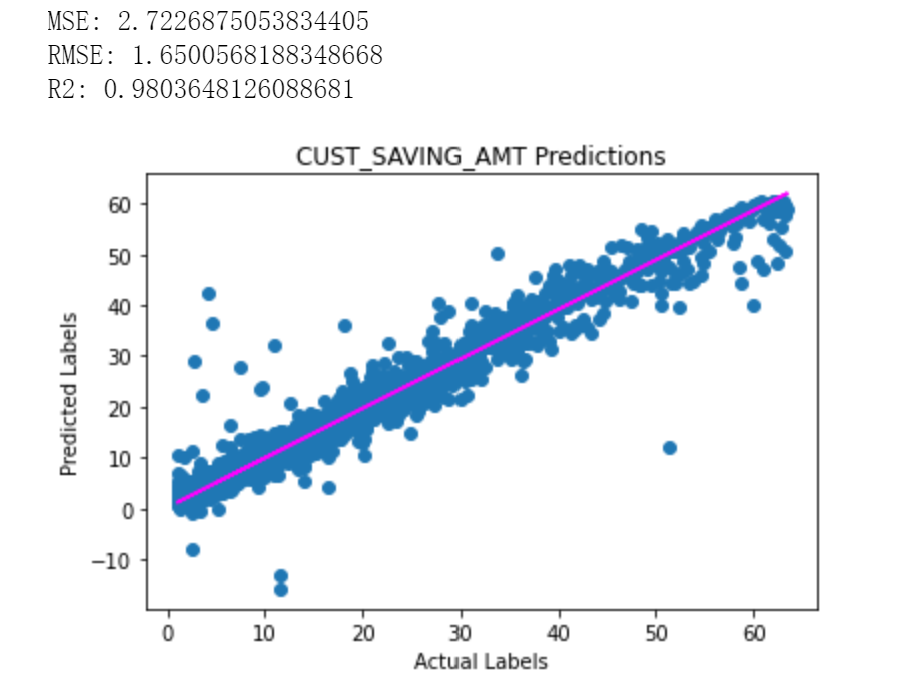 MSE: 2.7226875053834405
RMSE: 1.6500568188348668
R2: 0.9803648126088681
CUST_SAVING_AMT Predictions
60
50
40
30
20
10
0
−10
Predicted Labels
0 10 20 30 40 50 60
Actual Labels